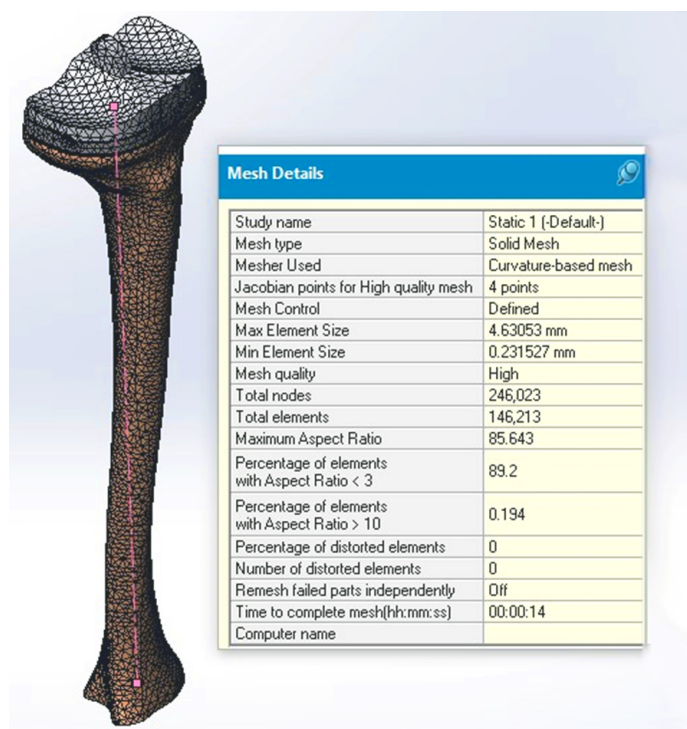 Mesh Details
Study name Static 1 (-Default-)
Mesh type Solid Mesh
Mesher Used Curvature-based mesh
Jacobian points for High quality mesh 4 points
Mesh Control Defined
Max Element Size 4.63053 mm
Min Element Size 0.231527 mm
Mesh quality High
Total nodes 246,023
Total elements 146,213
Maximum Aspect Ratio 85.643
Percentage of elements
with Aspect Ratio < 3 89.2
Percentage of elements
with Aspect Ratio > 10 0.194
Percentage of distorted elements 0
Number of distorted elements 0
Remesh failed parts independently Off
Time to complete mesh(hh:mm:ss) 00:00:14
Computer name